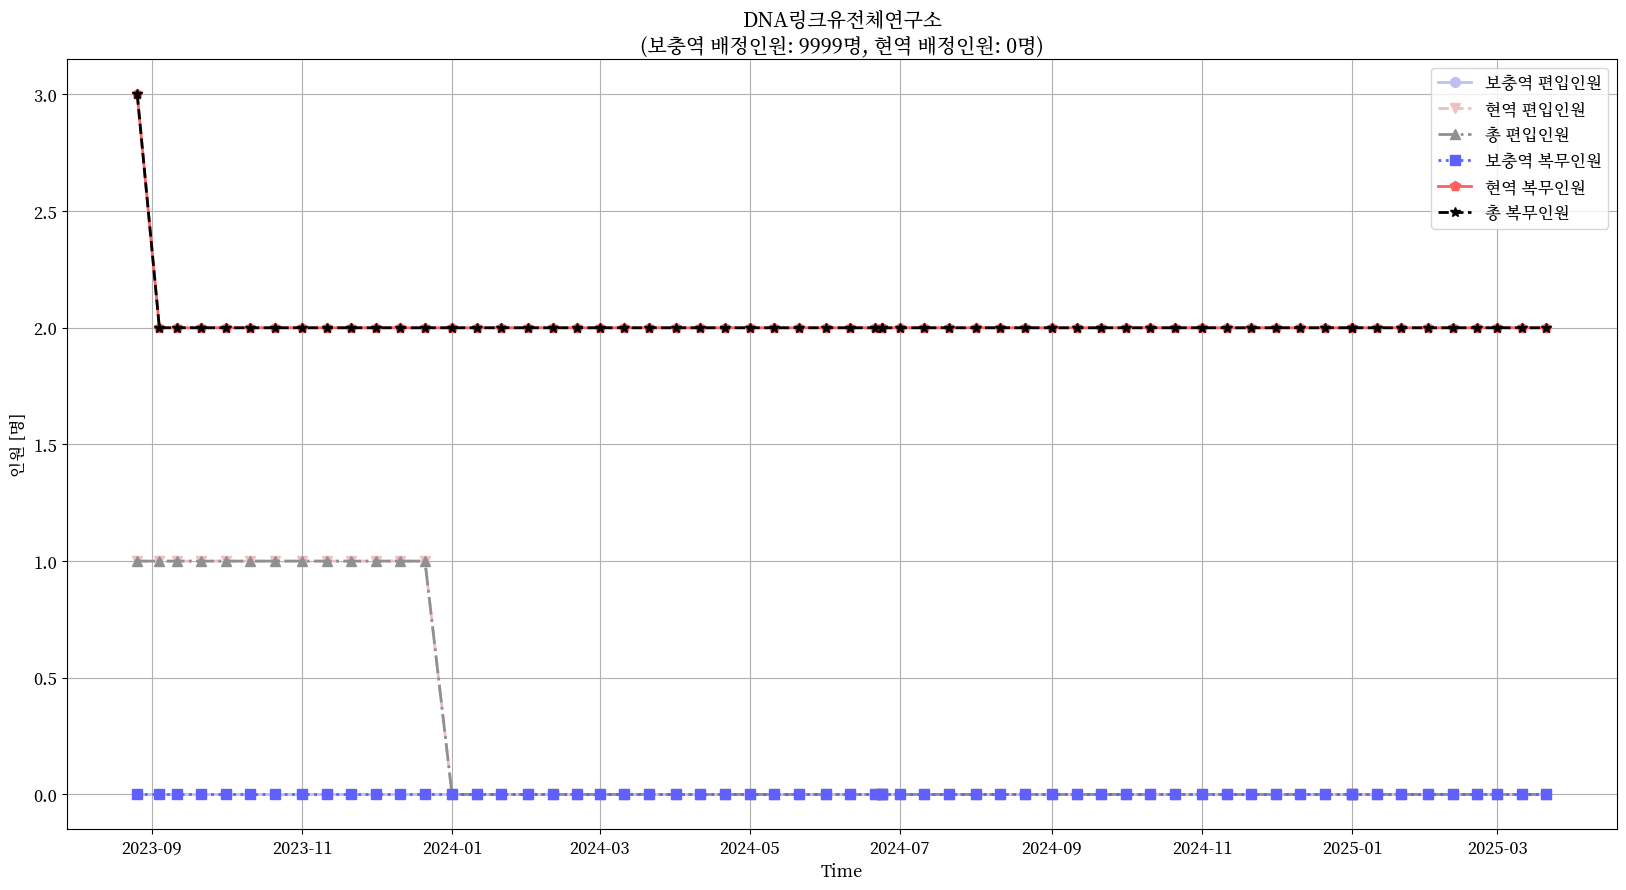 DNA링크유전체연구소
(보충역 배정인원: 9999명, 현역 배정인원: 0명)
보충역 편입인원
현역 편입인원
총 편입인원
보충역 복무인원
현역 복무인원
총 복무인원
3.0
2.5
2.0
1.5
1.0
0.5
0.0
인원 [명]
2023-09 2023-11 2024-01 2024-03 2024-05 2024-07 2024-09 2024-11 2025-01 2025-03
Time